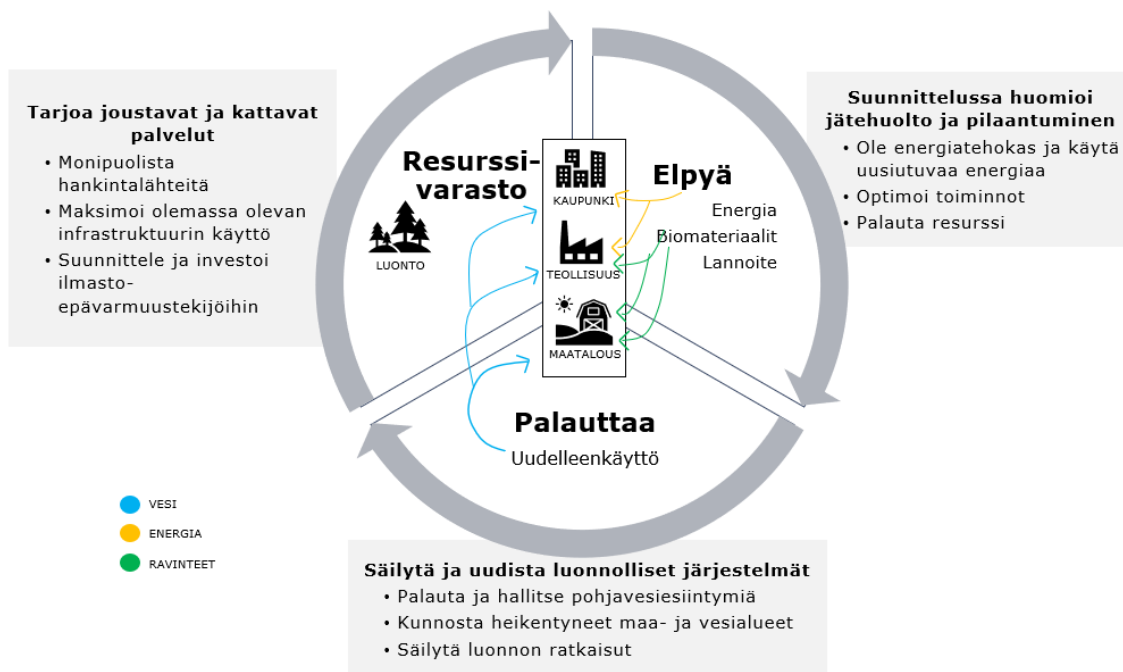 Tarjoa joustavat ja kattavat
palvelut
• Monipuolista
hankintalähteitä
• Maksimoi olemassa olevan
infrastruktuurin käyttö
• Suunnittele ja investoi
ilmasto-
epävarmuustekijöihin
Resurssi-
varasto
LUONTO
KAUPUNKI
TEOLLISUUS
MAATALOUS
Elpyä
Energia
Biomateriaalit
Lannoite
Suunnittelussa huomioi
jätehuolto ja pilaantuminen
• Ole energiatehokas ja käytä
uusiutuvaa energiaa
• Optimoi toiminnot
• Palauta resurssi
Palauttaa
Uudelleenkäyttö
VESI
ENERGIA
RAVINTEET
Säilytä ja uudista luonnolliset järjestelmät
• Palauta ja hallitse pohjavesiesiintymiä
• Kunnosta heikentyneet maa- ja vesialueet
• Säilytä luonnon ratkaisut